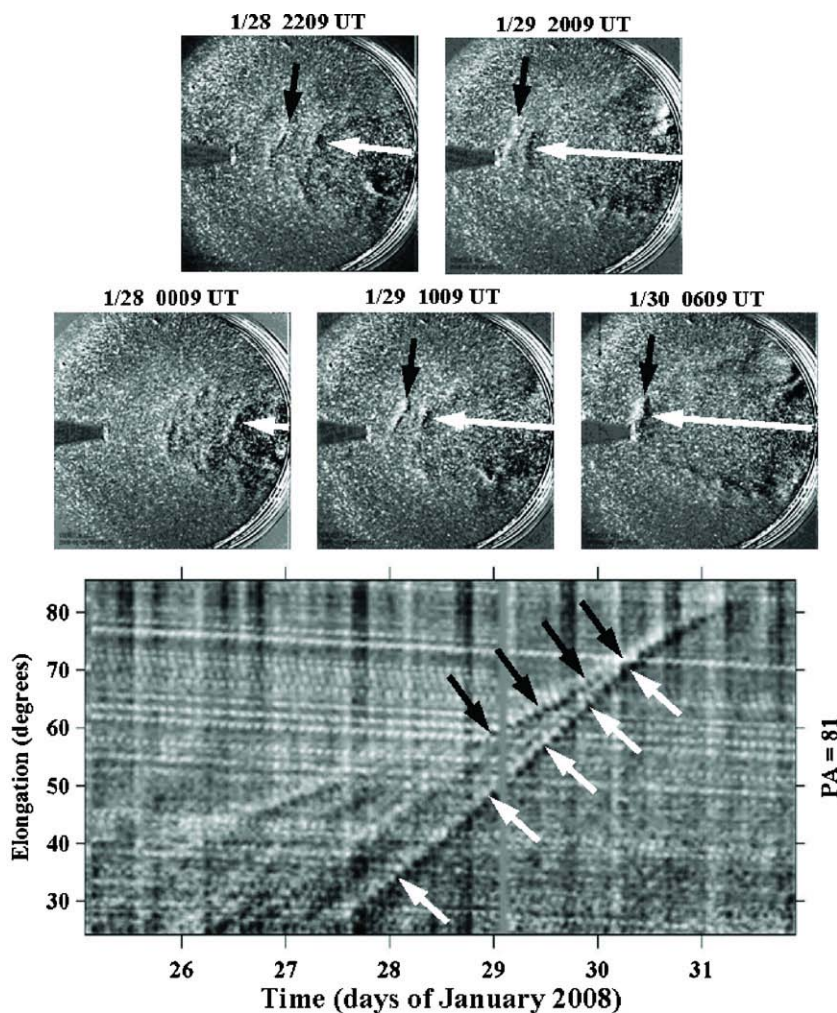 1/28 2209 UT
1/29 2009 UT
1/28 0009 UT
1/29 1009 UT
1/30 0609 UT
Elongation (degrees)
80
70
60
50
40
30
PA = 81
26 27 28 29 30 31
Time (days of January 2008)